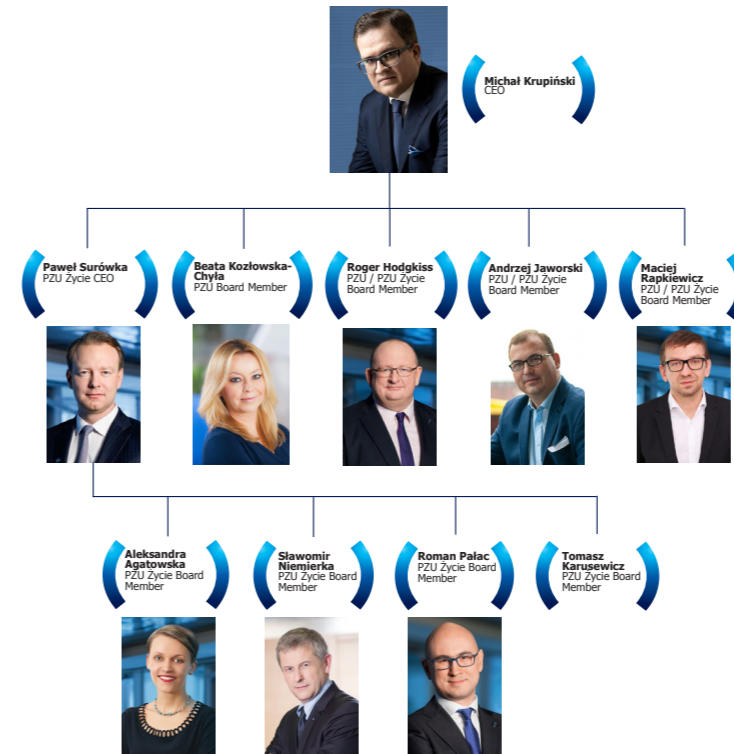 Michał Krupiński
CEO
Paweł Surówka
PZU Życie CEO
Beata Kozłowska-
Chyła
PZU Board Member
Roger Hodgkiss
PZU / PZU Życie
Board Member
Andrzej Jaworski
PZU / PZU Życie
Board Member
Maciej
Rapkiewicz
PZU / PZU Życie
Board Member
Aleksandra
Agatowska
PZU Życie Board
Member
Sławomir
Niemierka
PZU Życie Board
Member
Roman Pałac
PZU Życie Board
Member
Tomasz
Karusewicz
PZU Życie Board
Member